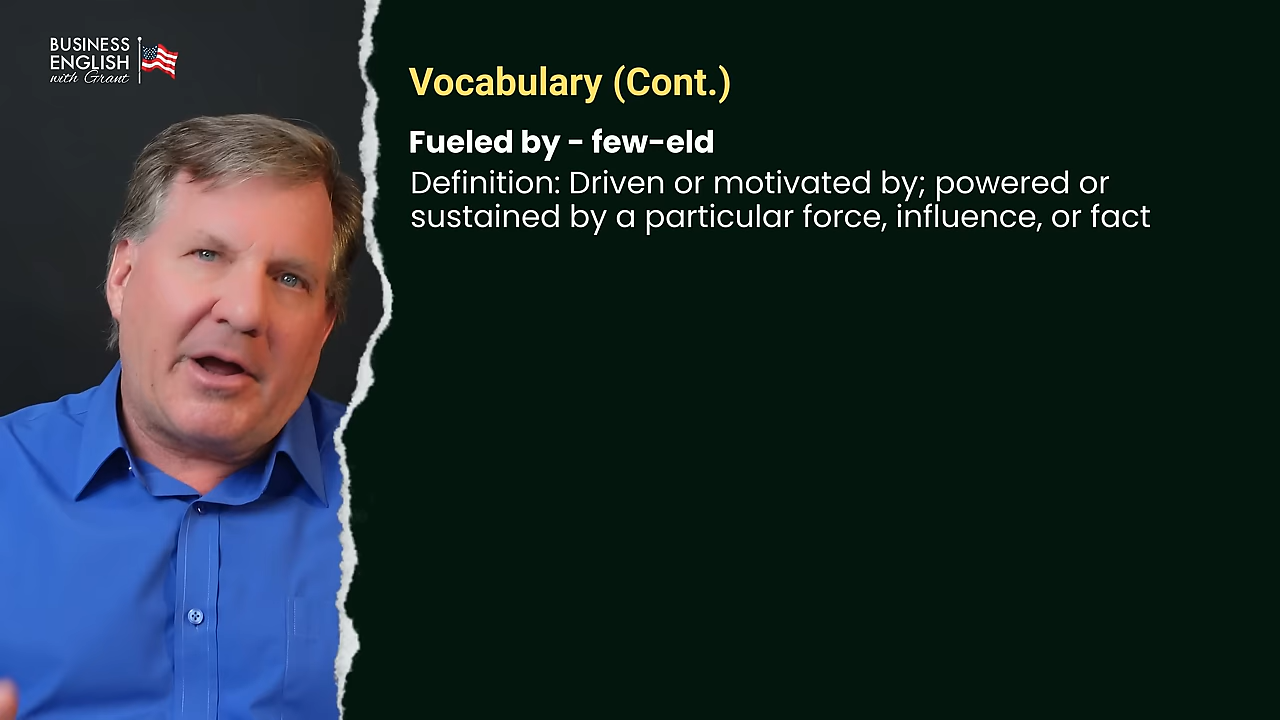 BUSINESS
ENGLISH
with Grant
Vocabulary (Cont.)
Fueled by - few-eld
Definition: Driven or motivated by; powered or
sustained by a particular force, influence, or fact